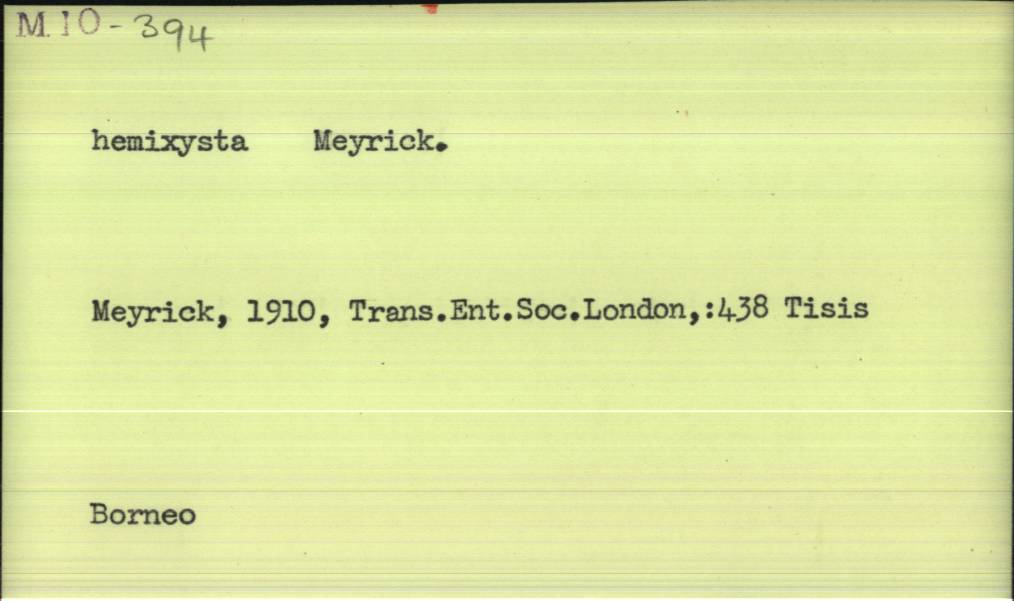 M.10-394
hemixysta Meyrick.
Meyrick, 1910, Trans.Ent.Soc.London,:438 Tisis
Borneo